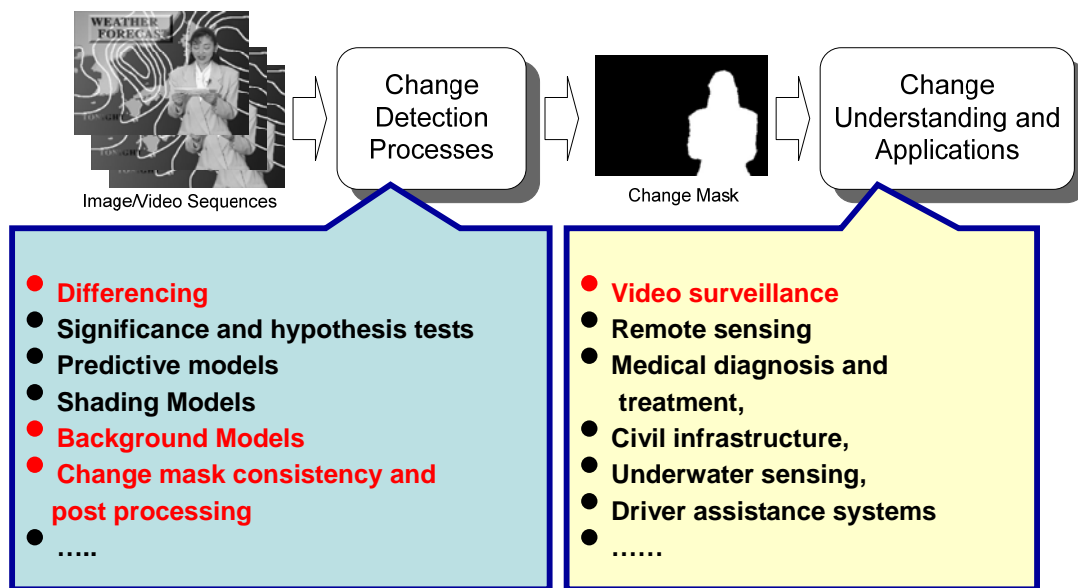 WEATHER
FORECAST
Change
Detection
Processes
Change
Understanding and
Applications
Image/Video Sequences
Change Mask
Differencing
Significance and hypothesis tests
Predictive models
Shading Models
Background Models
Change mask consistency and
post processing
…..
Video surveillance
Remote sensing
Medical diagnosis and
treatment,
Civil infrastructure,
Underwater sensing,
Driver assistance systems
……